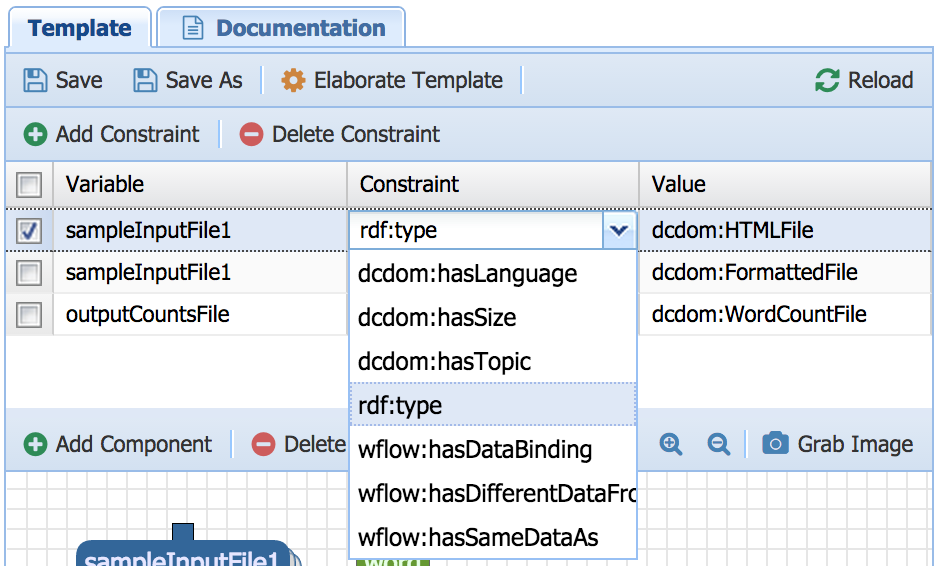 Template Documentation
Save Save As Elaborate Template Reload
Add Constraint Delete Constraint
Variable Constraint Value
sampleInputFile1 rdf:type dcdom:HTMLFile
sampleInputFile1 dcdom:hasLanguage dcdom:FormattedFile
outputCountsFile dcdom:hasSize dcdom:WordCountFile
dcdom:hasTopic
rdf:type
Add Component Delete wflow:hasDataBinding Grab Image
wflow:hasDifferentDataFro
wflow:hasSameDataAs
sampleInputFile1 word